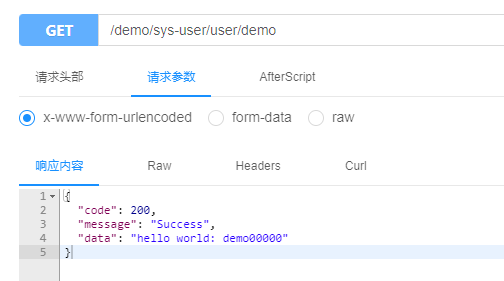 GET /demo/sys-user/user/demo
请求头部 请求参数 AfterScript
x-www-form-urlencoded form-data raw
响应内容 Raw Headers Curl
1 {
2 "code": 200,
3 "message": "Success",
4 "data": "hello world: demo00000"
5 }